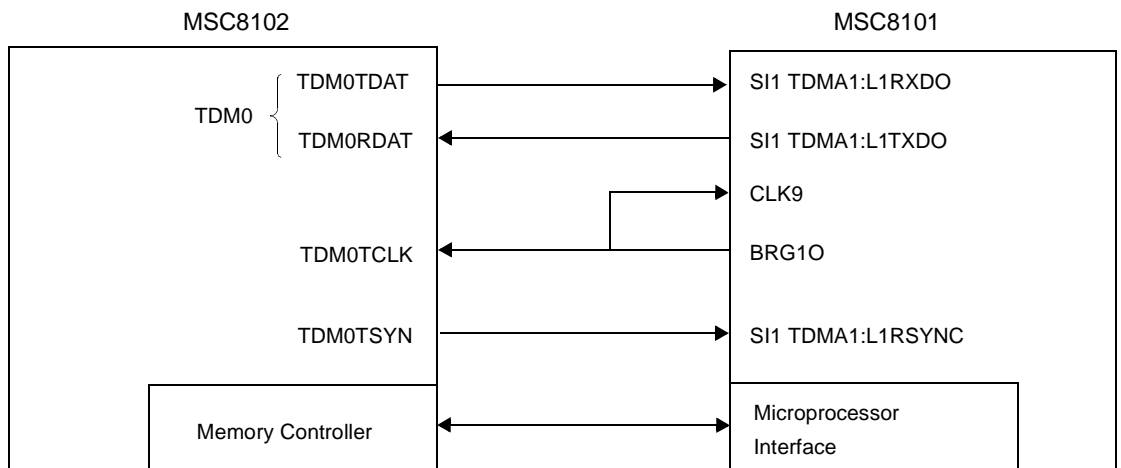 MSC8102
MSC8101
TDM0
TDM0TDAT
SI1 TDMA1:L1RXDO
TDM0RDAT
SI1 TDMA1:L1TXDO
CLK9
TDM0TCLK
BRG1O
TDM0TSYN
SI1 TDMA1:L1RSYNC
Memory Controller
Microprocessor
Interface